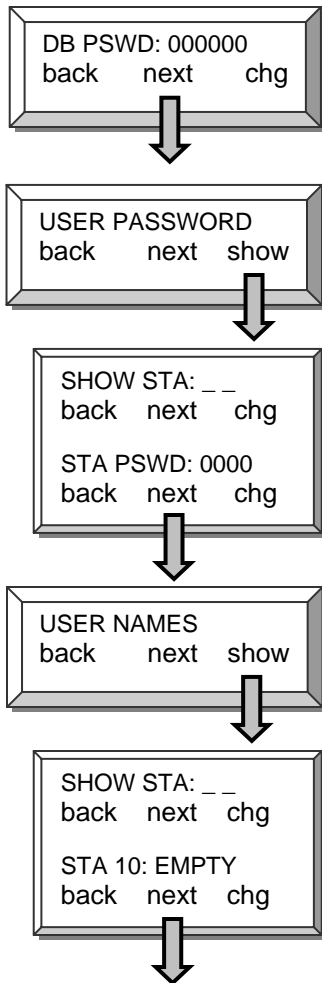 DB PSWD: 000000
back next chg
USER PASSWORD
back next show
SHOW STA: _ _
back next chg
STA PSWD: 0000
back next chg
USER NAMES
back next show
SHOW STA: _ _
back next chg
STA 10: EMPTY
back next chg